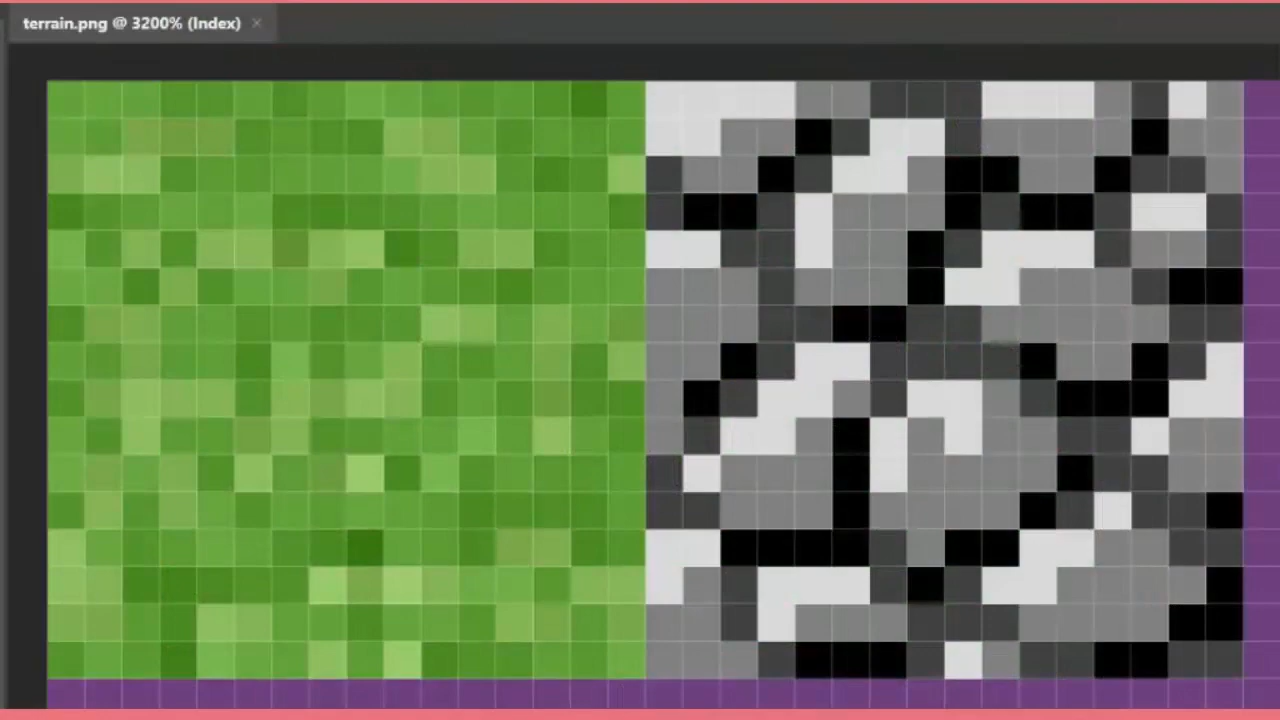 terrain.png @ 3200% (Index) ×